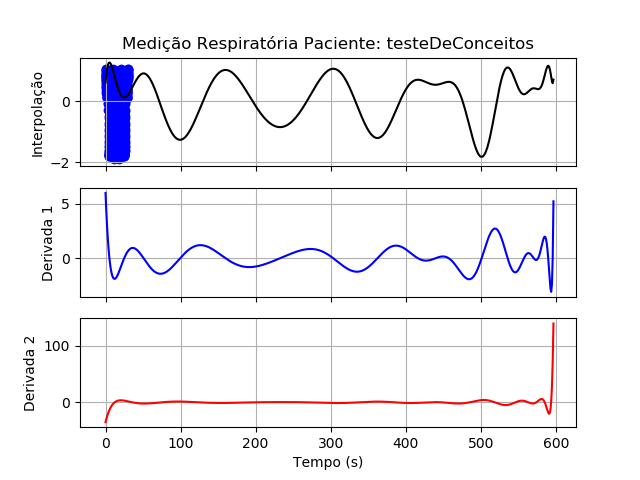 Medição Respiratória Paciente: testeDeConceitos
Interpolação
0
−2
Derivada 1
5
0
Derivada 2
100
0
0 100 200 300 400 500 600
Tempo (s)